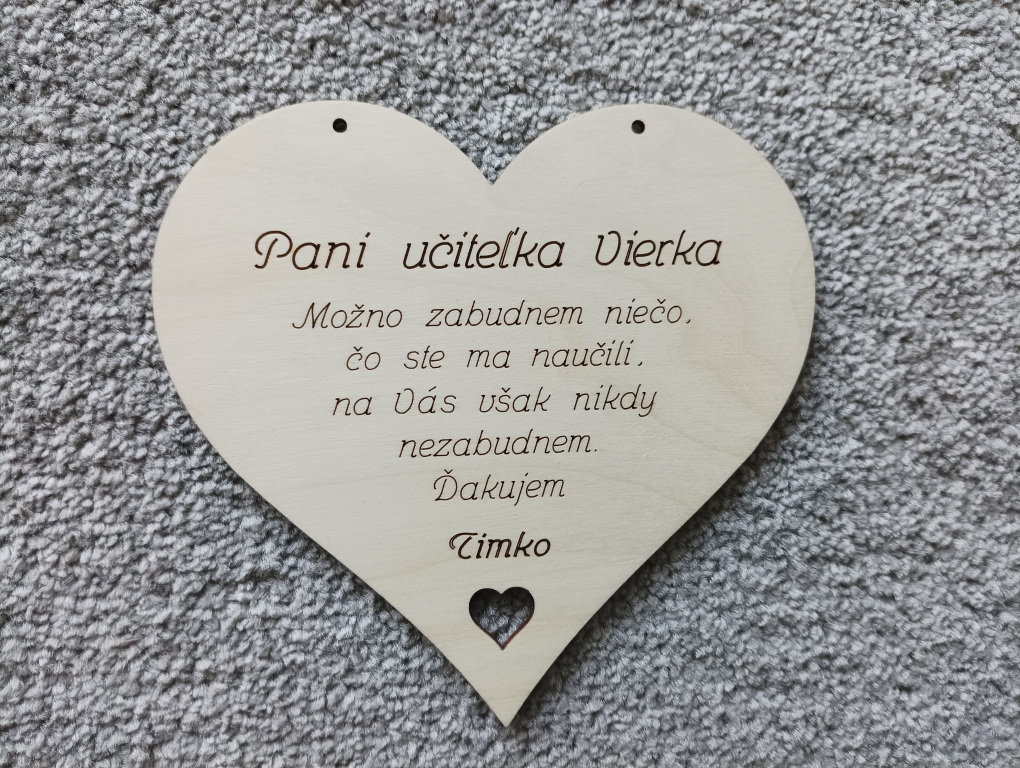 Pani učiteľka Vierka
Možno zabudnem niečo,
čo ste ma naučili,
na Vás však nikdy
nezabudnem.
Ďakujem
Timko